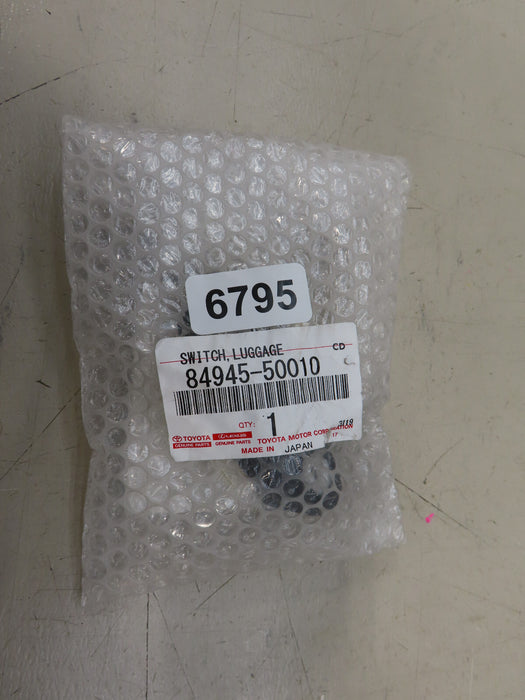 6795
SWITCH,LUGGAGE CD
84945-50010
QTY: 1
TOYOTA LEXUS TOYOTA MOTOR CORPORATION
GENUINE PARTS GENUINE PARTS
MADE IN JAPAN 17